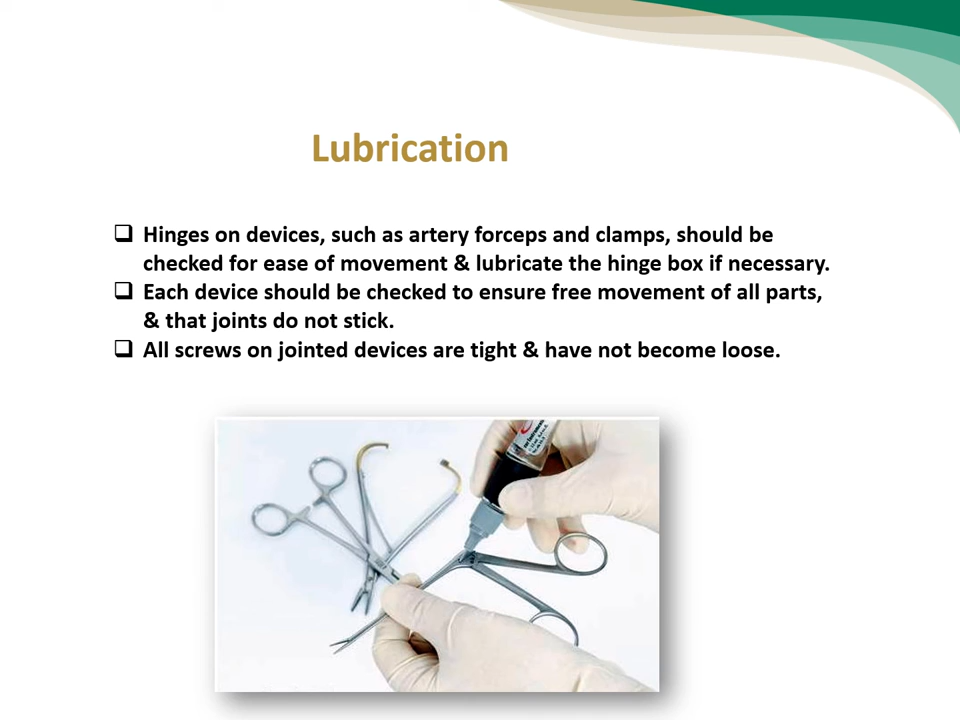 Lubrication
❑ Hinges on devices, such as artery forceps and clamps, should be
checked for ease of movement & lubricate the hinge box if necessary.
❑ Each device should be checked to ensure free movement of all parts,
& that joints do not stick.
❑ All screws on jointed devices are tight & have not become loose.